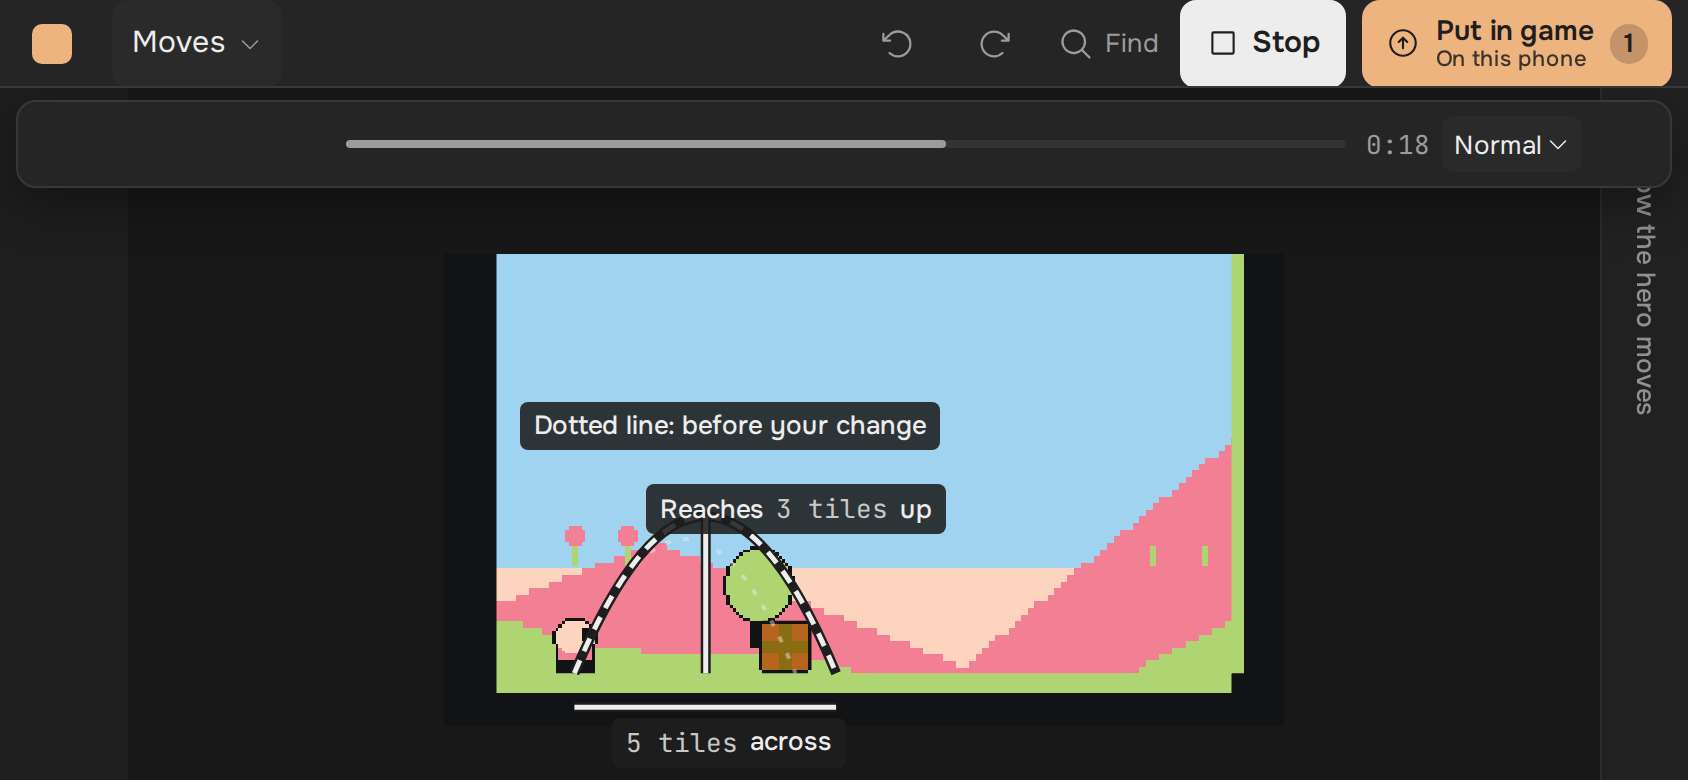 Moves
Find
Stop
Put in game
On this phone
1
0:18
Normal
the hero moves
Dotted line: before your change
Reaches 3 tiles up
5 tiles across